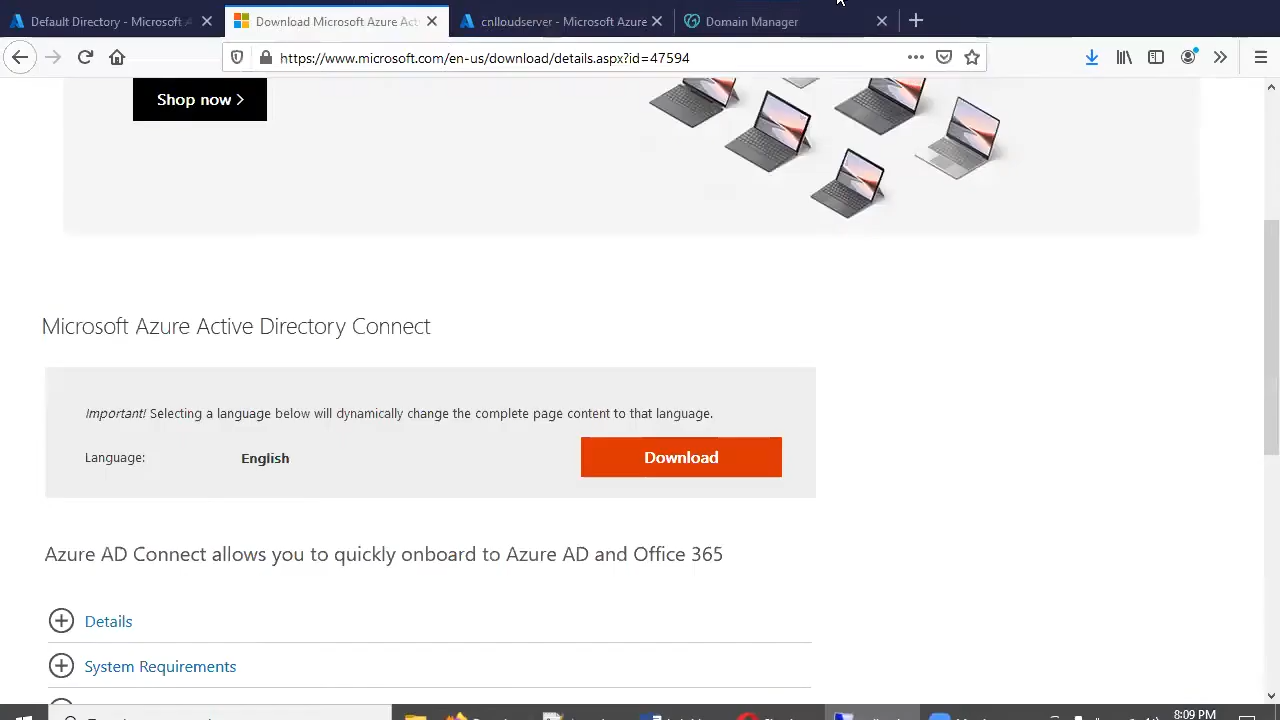 Default Directory - Microsoft A
Download Microsoft Azure Act
cnlloudserver - Microsoft Azure
Domain Manager
https://www.microsoft.com/en-us/download/details.aspx?id=47594
Shop now >
Microsoft Azure Active Directory Connect
Important! Selecting a language below will dynamically change the complete page content to that language.
Language:
English
Download
Azure AD Connect allows you to quickly onboard to Azure AD and Office 365
Details
System Requirements
8:09 PM